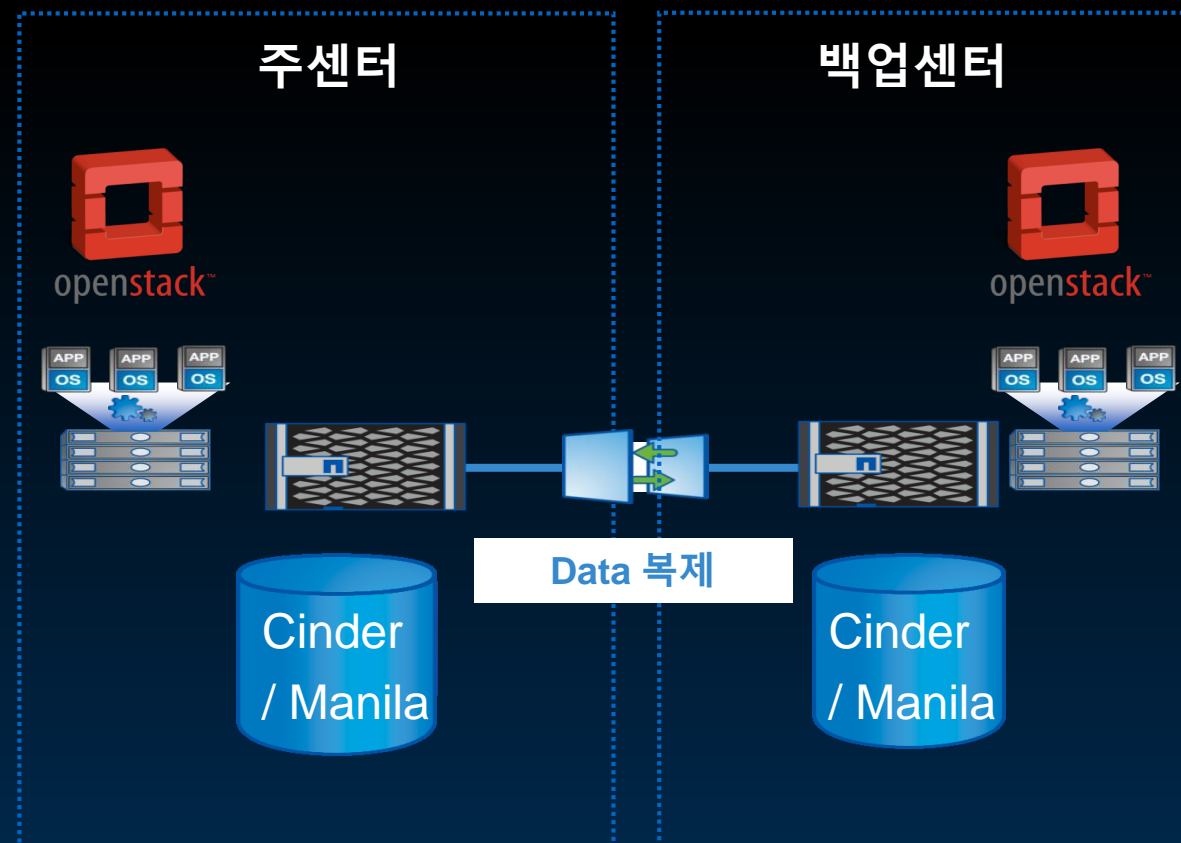 주센터
백업센터
openstack™
openstack™
APP APP APP
OS OS OS
APP APP APP
OS OS OS
Data 복제
Cinder
/ Manila
Cinder
/ Manila